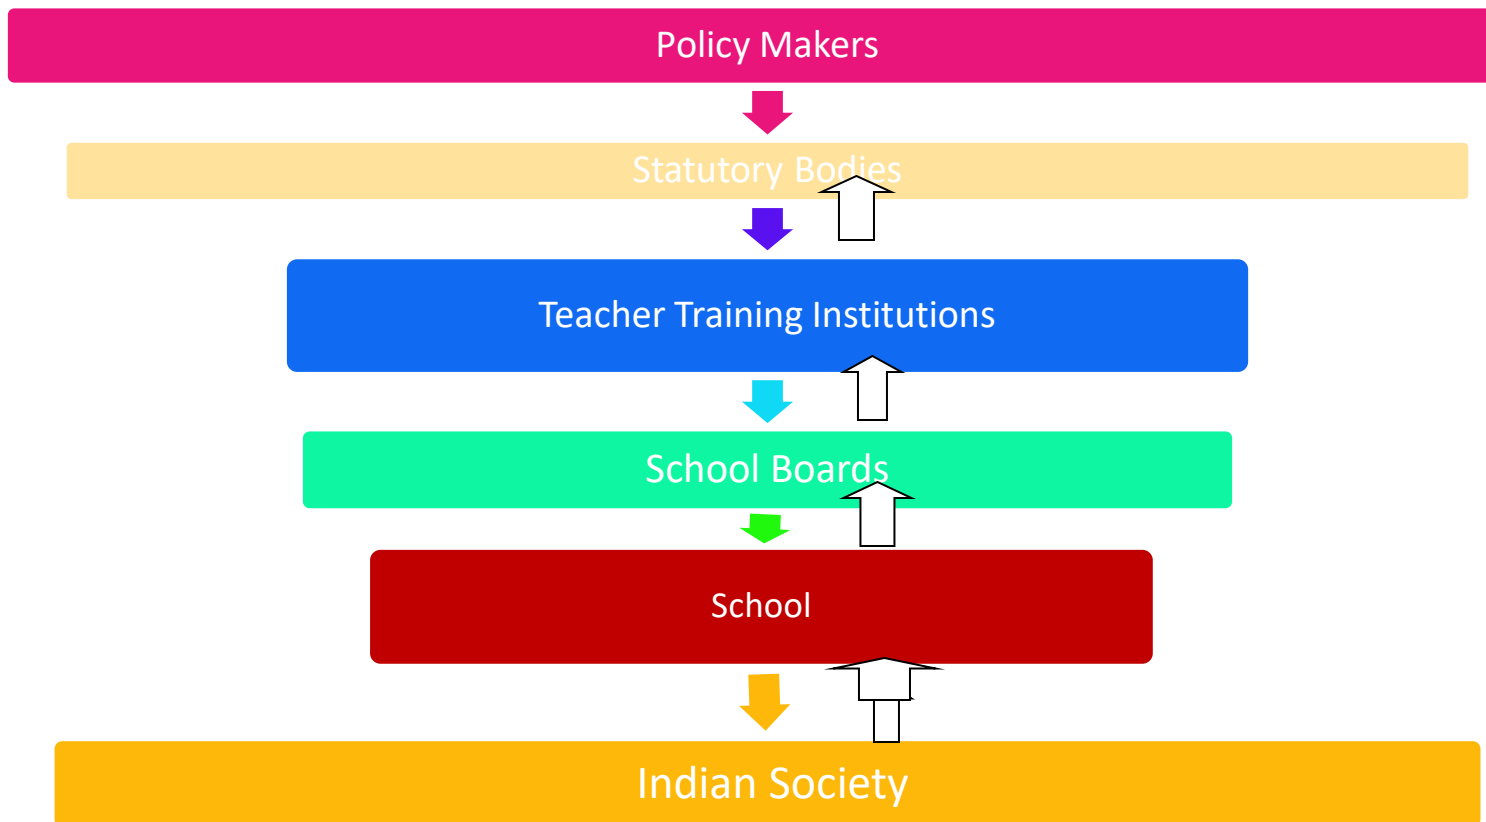 Policy Makers
Statutory Bodies
Teacher Training Institutions
School Boards
School
Indian Society